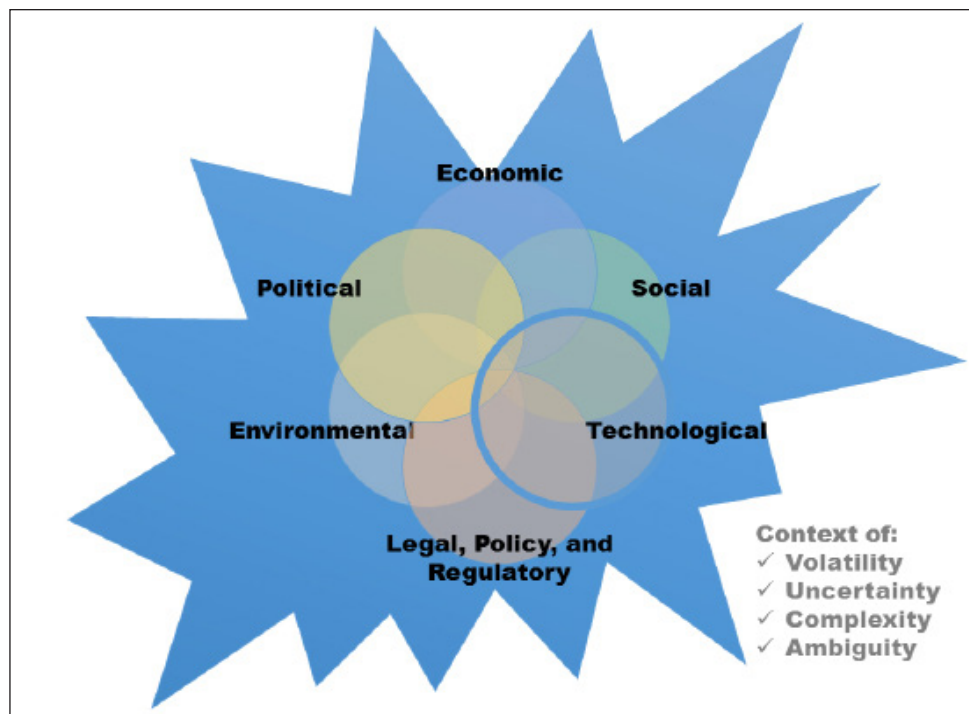 Economic
Political
Social
Environmental
Technological
Legal, Policy, and
Regulatory
Context of:
✓ Volatility
✓ Uncertainty
✓ Complexity
✓ Ambiguity